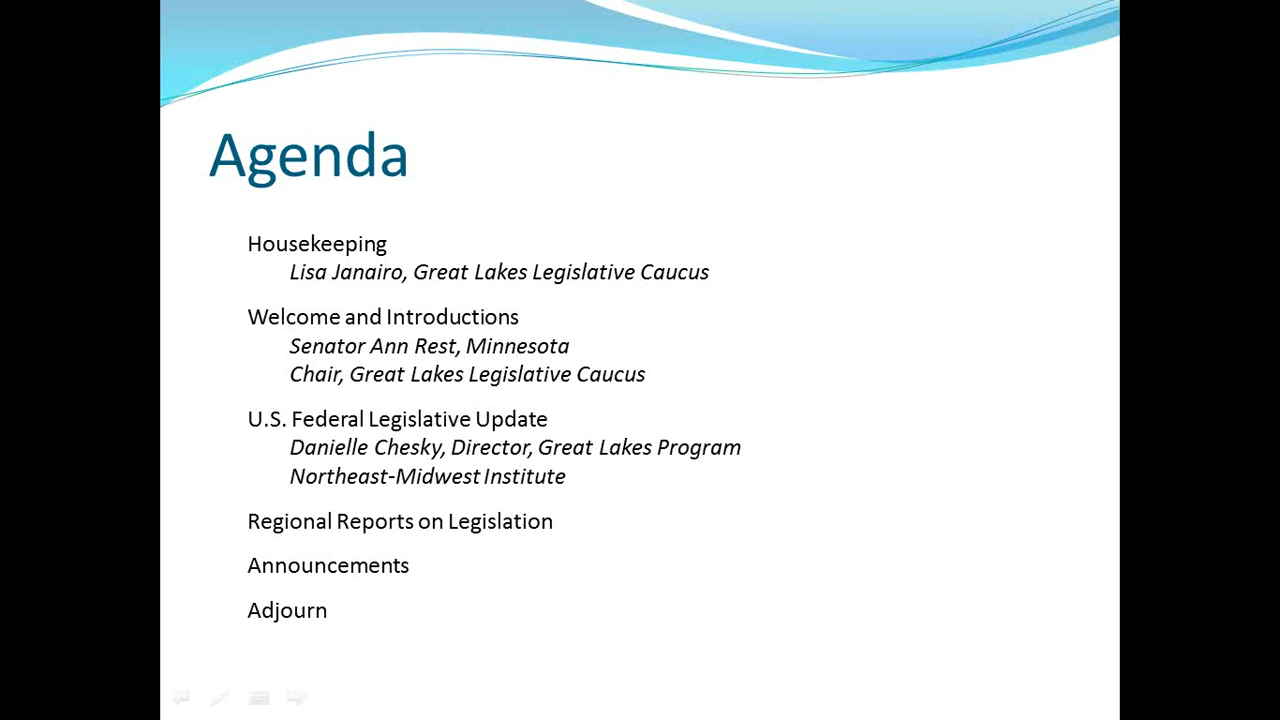 Agenda
Housekeeping
Lisa Janairo, Great Lakes Legislative Caucus
Welcome and Introductions
Senator Ann Rest, Minnesota
Chair, Great Lakes Legislative Caucus
U.S. Federal Legislative Update
Danielle Chesky, Director, Great Lakes Program
Northeast-Midwest Institute
Regional Reports on Legislation
Announcements
Adjourn